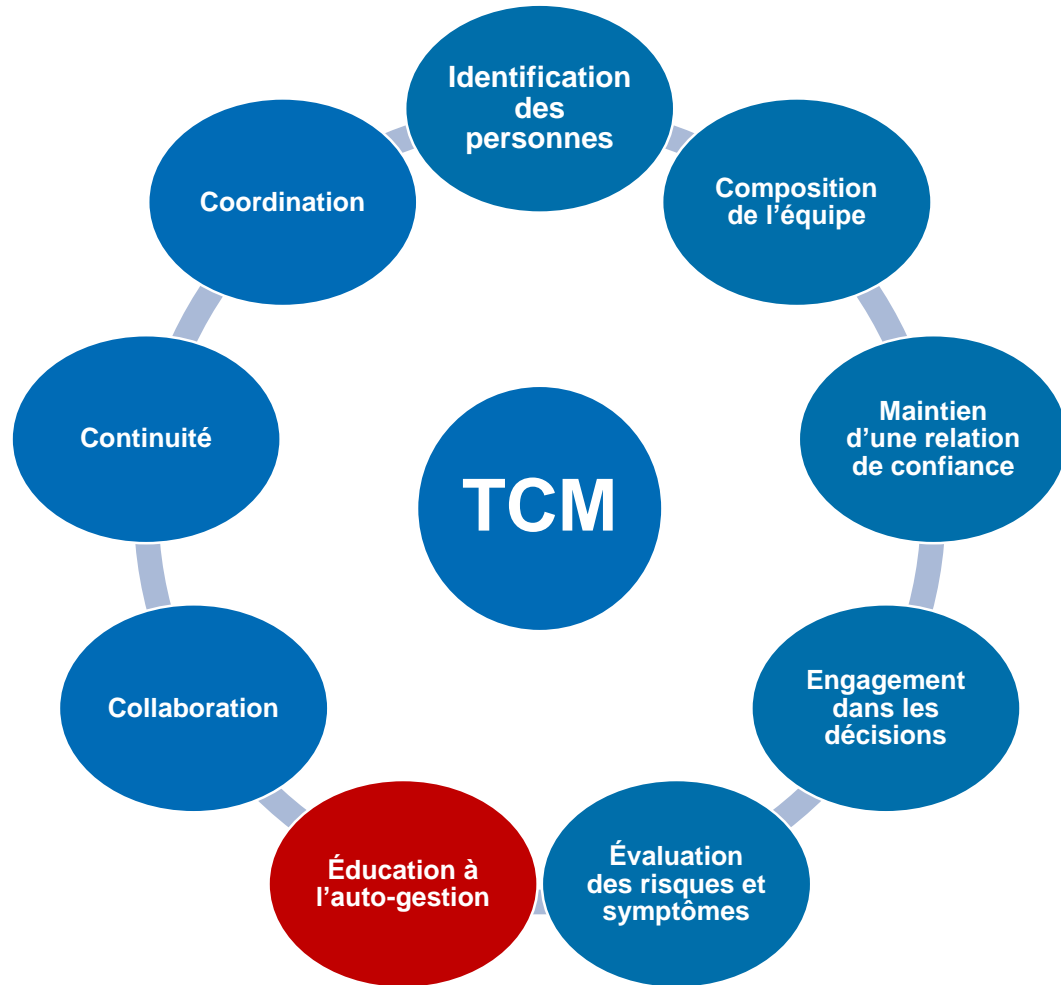 Identification
des
personnes
Composition
de l’équipe
Maintien
d’une relation
de confiance
Engagement
dans les
décisions
Évaluation
des risques et
symptômes
Éducation à
l’auto-gestion
Collaboration
Continuité
Coordination
TCM